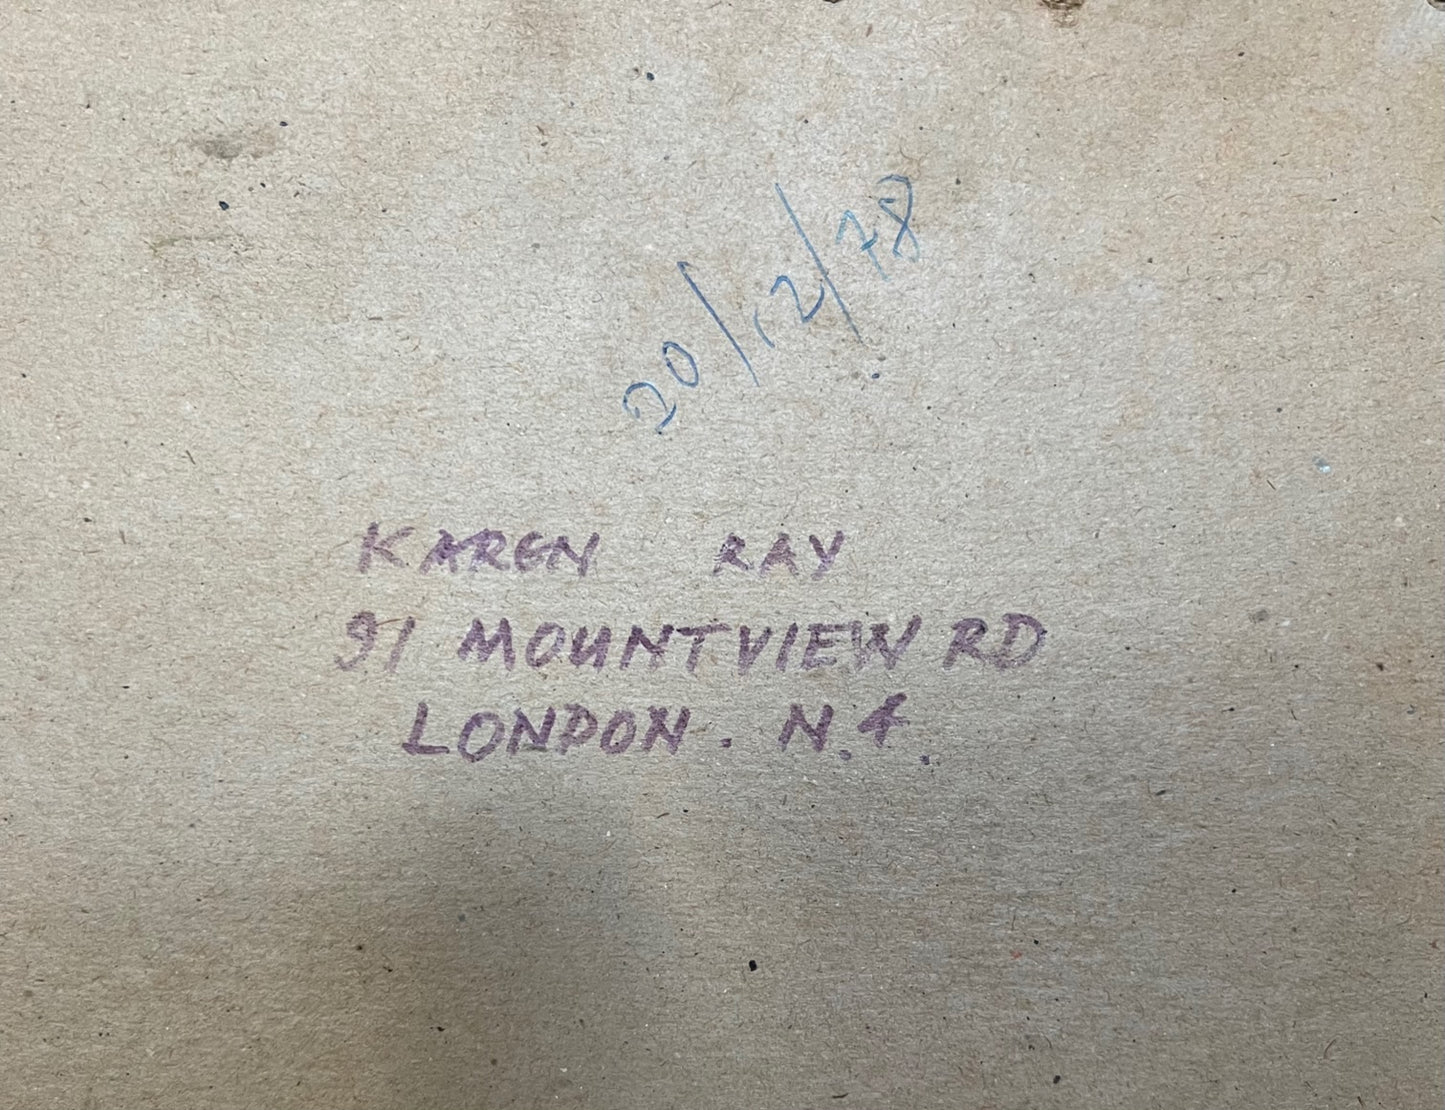 20/12/78
KAREN RAY
91 MOUNTVIEW RD
LONDON. N.4.